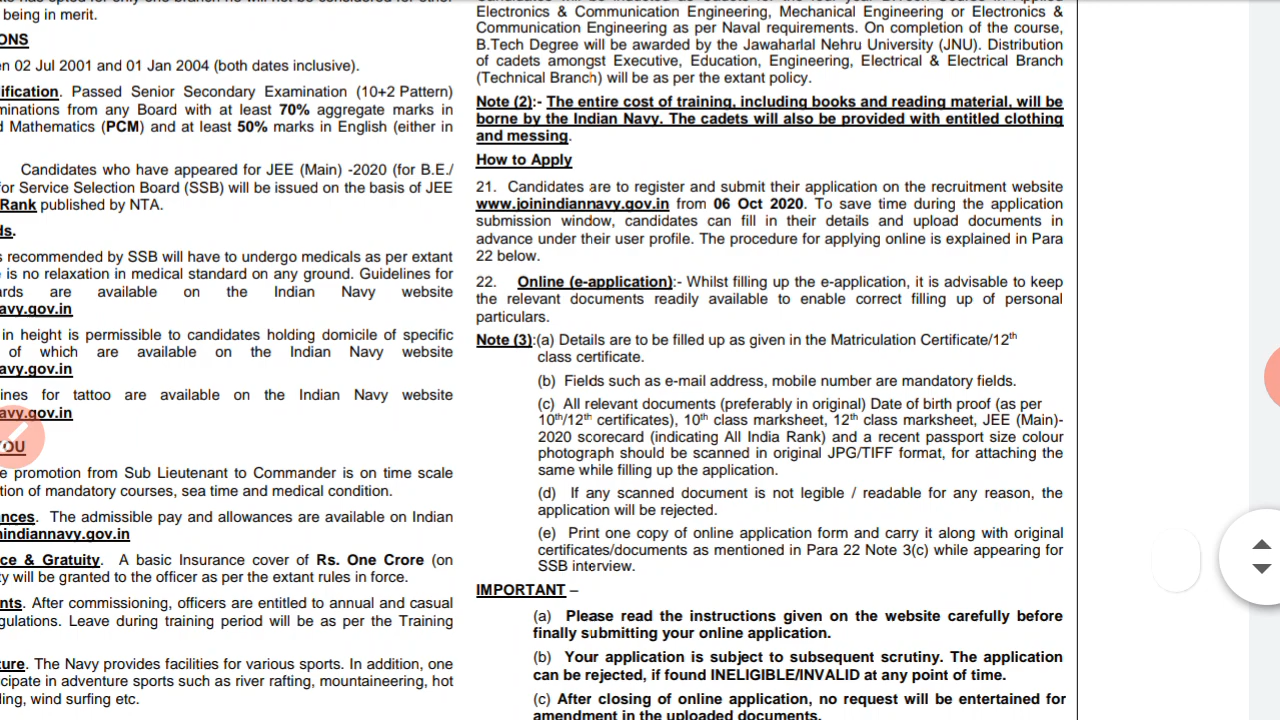 being in merit.
ONS
en 02 Jul 2001 and 01 Jan 2004 (both dates inclusive).
ification. Passed Senior Secondary Examination (10+2 Pattern)
minations from any Board with at least 70% aggregate marks in
d Mathematics (PCM) and at least 50% marks in English (either in
Candidates who have appeared for JEE (Main) -2020 (for B.E./
for Service Selection Board (SSB) will be issued on the basis of JEE
Rank published by NTA.
ds.
s recommended by SSB will have to undergo medicals as per extant
e is no relaxation in medical standard on any ground. Guidelines for
ards are available on the Indian Navy website
avy.gov.in
in height is permissible to candidates holding domicile of specific
of which are available on the Indian Navy website
avy.gov.in
ines for tattoo are available on the Indian Navy website
avy.gov.in
YOU
e promotion from Sub Lieutenant to Commander is on time scale
tion of mandatory courses, sea time and medical condition.
nces. The admissible pay and allowances are available on Indian
nindiannavy.gov.in
ce & Gratuity. A basic Insurance cover of Rs. One Crore (on
y will be granted to the officer as per the extant rules in force.
nts. After commissioning, officers are entitled to annual and casual
gulations. Leave during training period will be as per the Training
ture. The Navy provides facilities for various sports. In addition, one
cipate in adventure sports such as river rafting, mountaineering, hot
ling, wind surfing etc.
Electronics & Communication Engineering, Mechanical Engineering or Electronics &
Communication Engineering as per Naval requirements. On completion of the course,
B.Tech Degree will be awarded by the Jawaharlal Nehru University (JNU). Distribution
of cadets amongst Executive, Education, Engineering, Electrical & Electrical Branch
(Technical Branch) will be as per the extant policy.
Note (2):- The entire cost of training, including books and reading material, will be
borne by the Indian Navy. The cadets will also be provided with entitled clothing
and messing.
How to Apply
21. Candidates are to register and submit their application on the recruitment website
www.joinindiannavy.gov.in from 06 Oct 2020. To save time during the application
submission window, candidates can fill in their details and upload documents in
advance under their user profile. The procedure for applying online is explained in Para
22 below.
22. Online (e-application):- Whilst filling up the e-application, it is advisable to keep
the relevant documents readily available to enable correct filling up of personal
particulars.
Note (3):(a) Details are to be filled up as given in the Matriculation Certificate/12th
class certificate.
(b) Fields such as e-mail address, mobile number are mandatory fields.
(c) All relevant documents (preferably in original) Date of birth proof (as per
10th/12th certificates), 10th class marksheet, 12th class marksheet, JEE (Main)-
2020 scorecard (indicating All India Rank) and a recent passport size colour
photograph should be scanned in original JPG/TIFF format, for attaching the
same while filling up the application.
(d) If any scanned document is not legible / readable for any reason, the
application will be rejected.
(e) Print one copy of online application form and carry it along with original
certificates/documents as mentioned in Para 22 Note 3(c) while appearing for
SSB interview.
IMPORTANT –
(a) Please read the instructions given on the website carefully before
finally submitting your online application.
(b) Your application is subject to subsequent scrutiny. The application
can be rejected, if found INELIGIBLE/INVALID at any point of time.
(c) After closing of online application, no request will be entertained for
amendment in the uploaded documents.